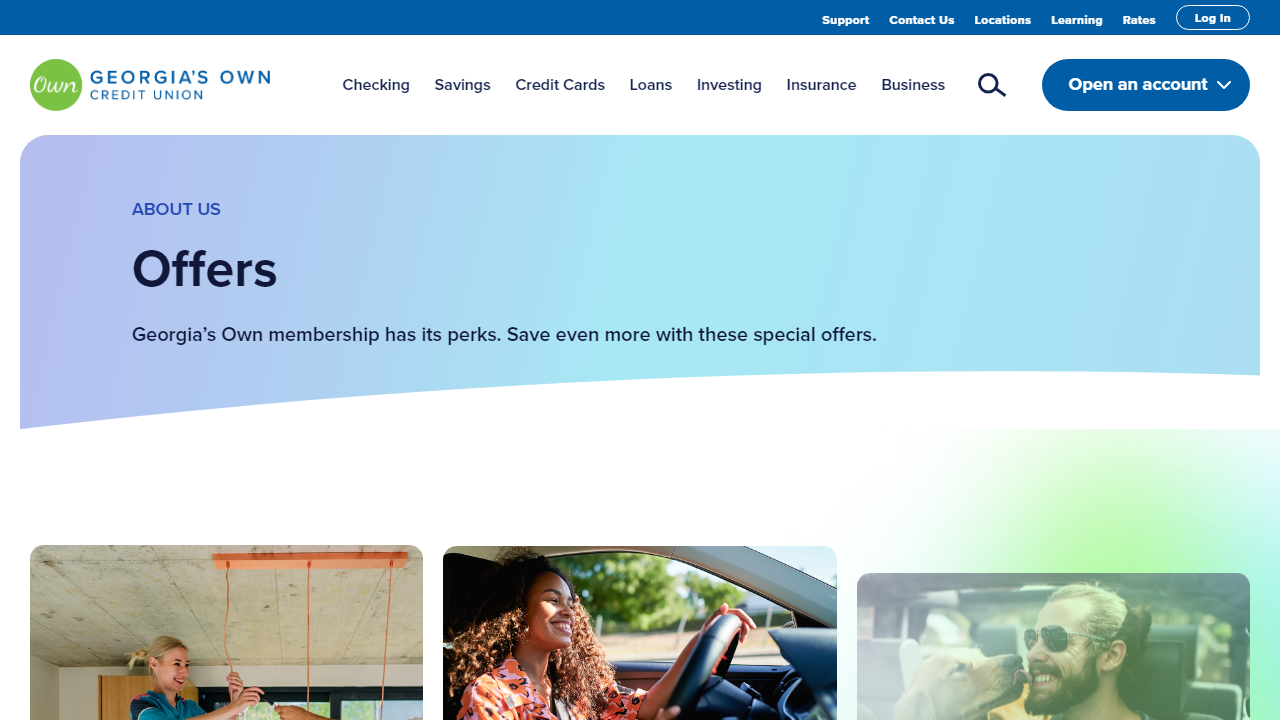 Support Contact Us Locations Learning Rates Log In
Own GEORGIA'S OWN
CREDIT UNION
Checking Savings Credit Cards Loans Investing Insurance Business Open an account
ABOUT US
Offers
Georgia’s Own membership has its perks. Save even more with these special offers.